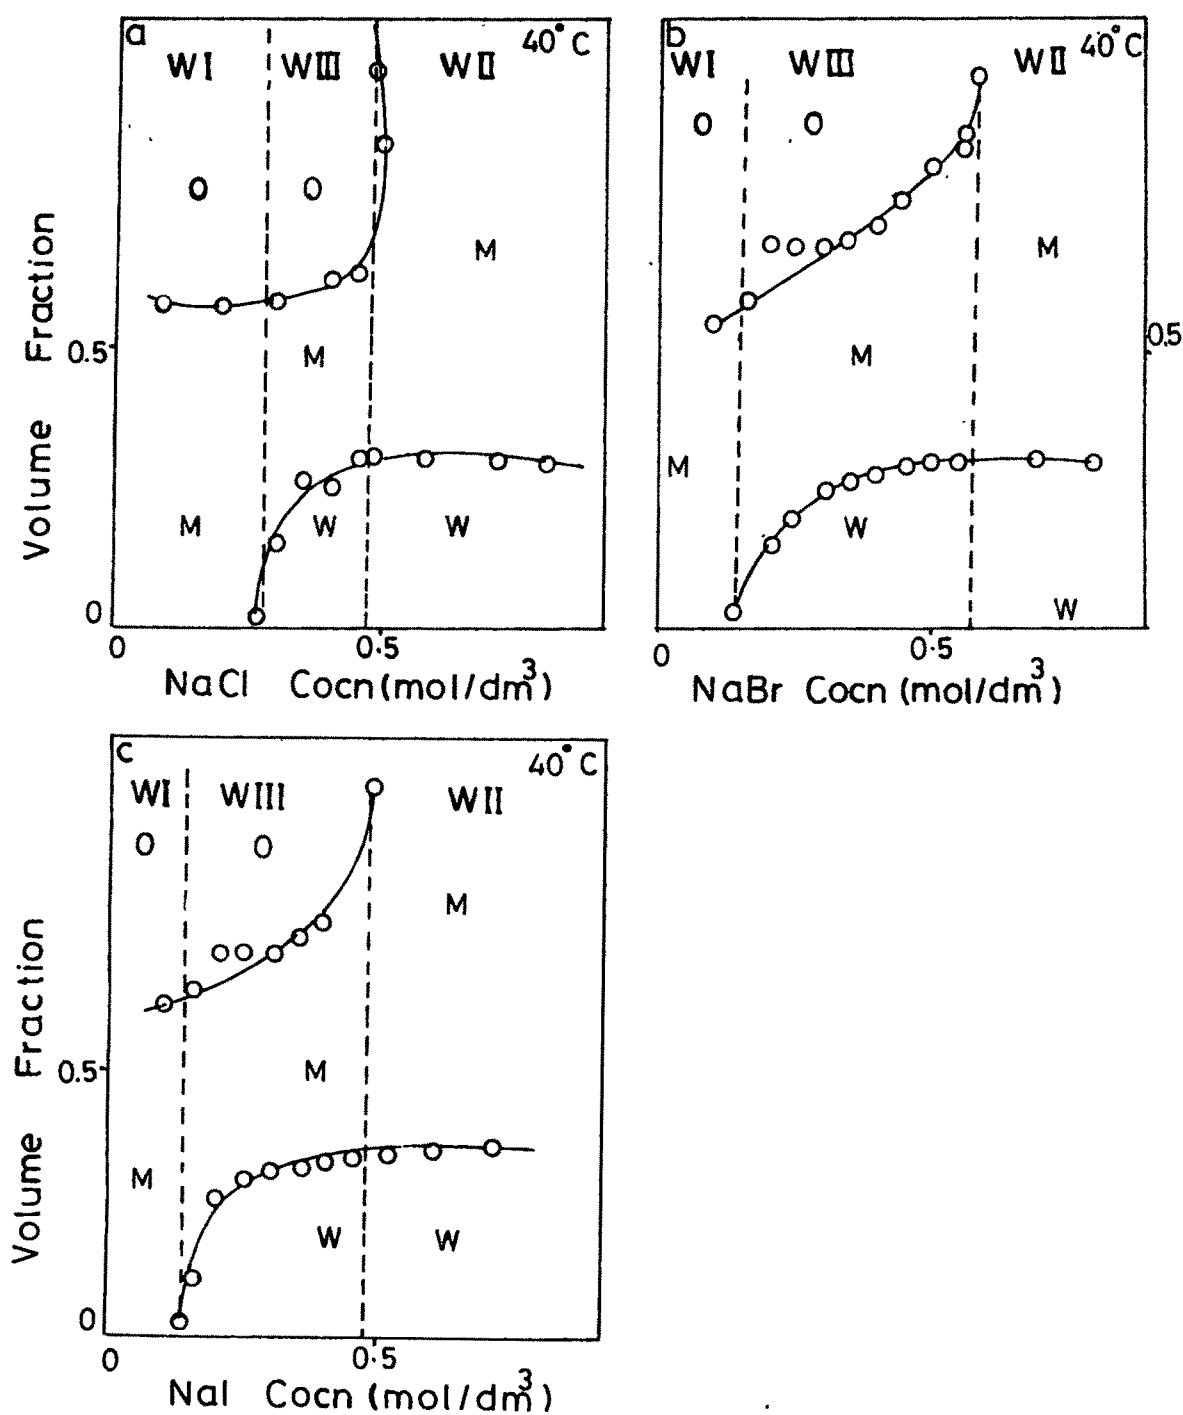 a 40°C
WI WIII WII
O O
M
M
M W W
Volume Fraction
0.5
0
0 0.5
NaCl Cocn (mol/dm³)
b 40°C
WI WIII WII
O O
M
M
M
W
W
0.5
0 0.5
NaBr Cocn (mol/dm³)
c 40°C
WI WIII WII
O O
M
M
M
W W
Volume Fraction
0.5
0
0 0.5
NaI Cocn (mol/dm³)